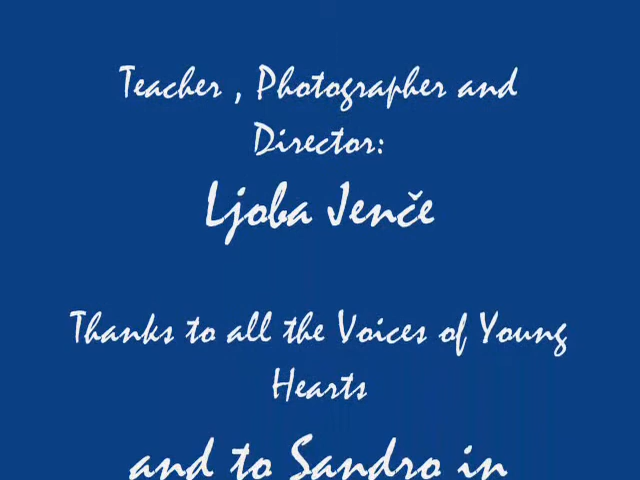 Teacher , Photographer and
Director:
Ljoba Jenče
Thanks to all the Voices of Young
Hearts
and to Sandro in